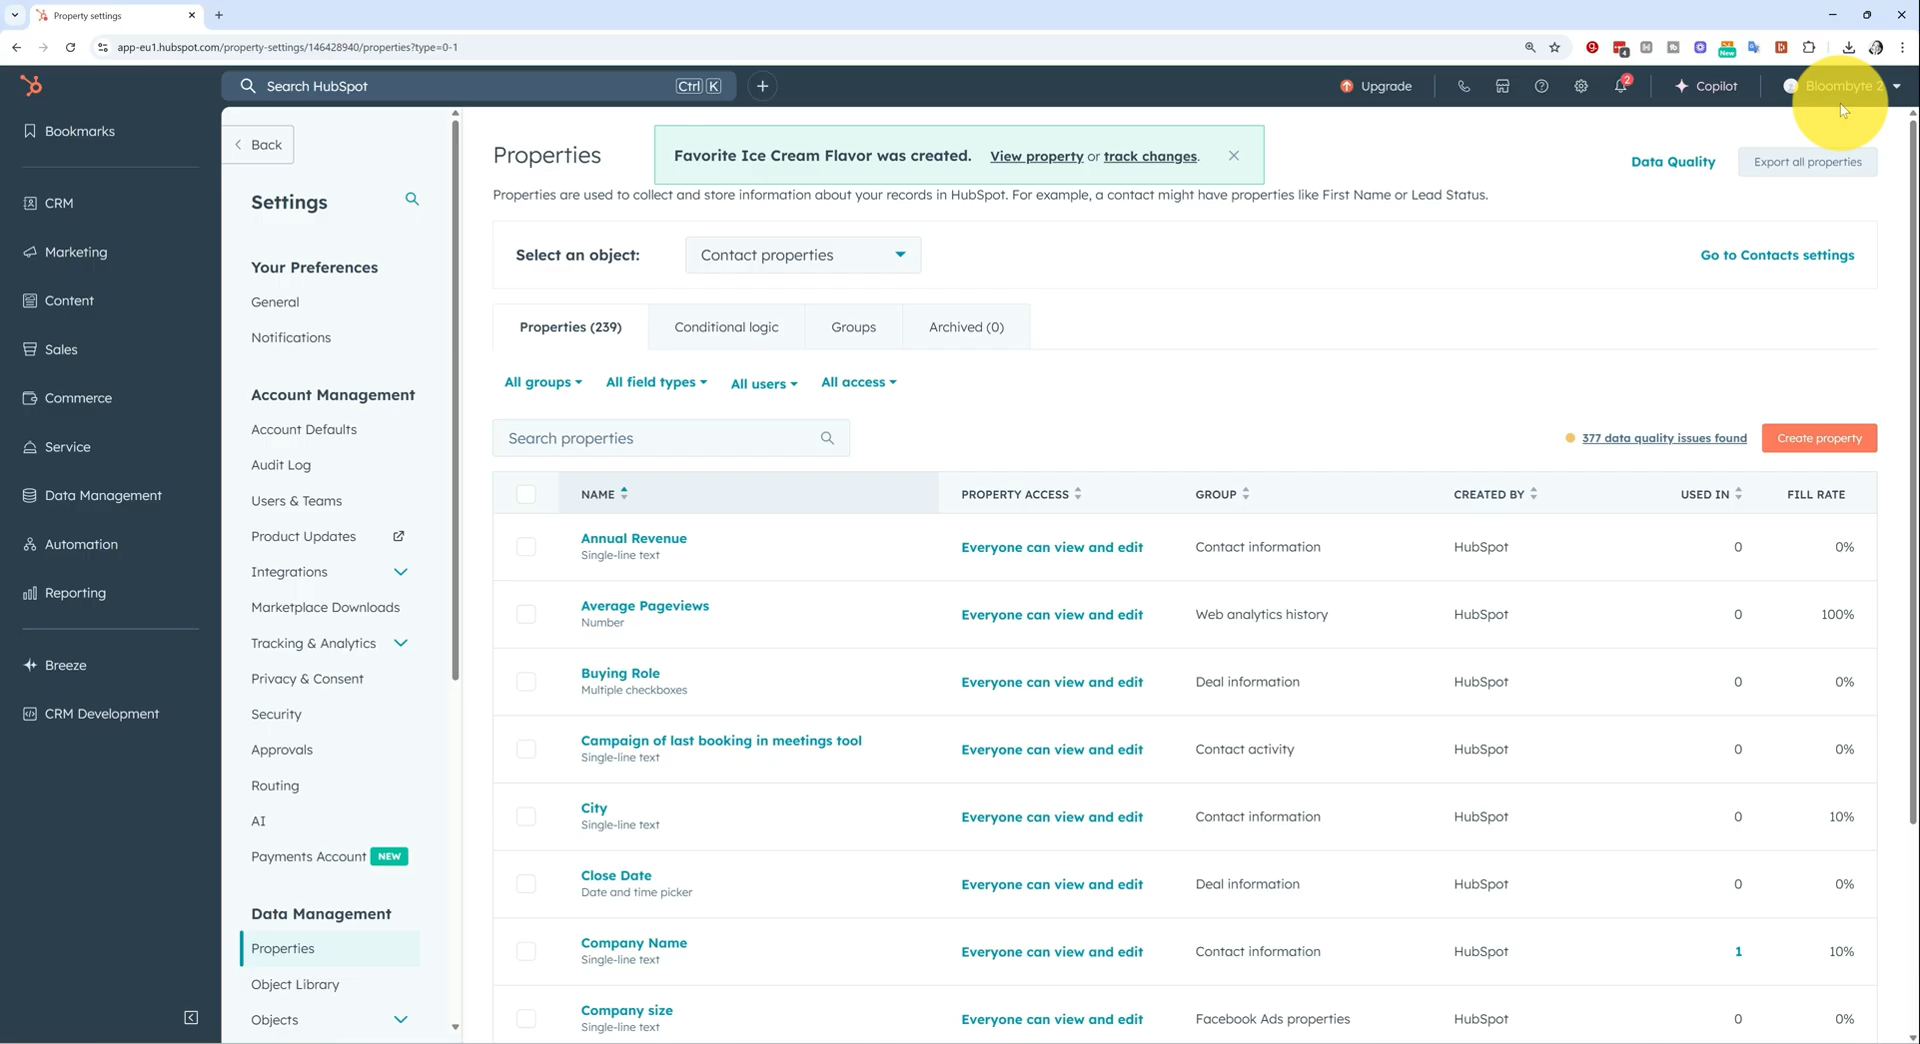 Property settings
app-eu1.hubspot.com/property-settings/146428940/properties?type=0-1
4
New
Search HubSpot
Ctrl K
Upgrade
2
Copilot
Bloombyte 2
Bookmarks
CRM
Marketing
Content
Sales
Commerce
Service
Data Management
Automation
Reporting
Breeze
CRM Development
Back
Settings
Your Preferences
General
Notifications
Account Management
Account Defaults
Audit Log
Users & Teams
Product Updates
Integrations
Marketplace Downloads
Tracking & Analytics
Privacy & Consent
Security
Approvals
Routing
AI
Payments Account NEW
Data Management
Properties
Object Library
Objects
Properties
Favorite Ice Cream Flavor was created. View property or track changes.
Data Quality
Export all properties
Properties are used to collect and store information about your records in HubSpot. For example, a contact might have properties like First Name or Lead Status.
Select an object: Contact properties
Go to Contacts settings
Properties (239) Conditional logic Groups Archived (0)
All groups All field types All users All access
Search properties
377 data quality issues found
Create property
NAME PROPERTY ACCESS GROUP CREATED BY USED IN FILL RATE
Annual Revenue
Single-line text
Everyone can view and edit Contact information HubSpot 0 0%
Average Pageviews
Number
Everyone can view and edit Web analytics history HubSpot 0 100%
Buying Role
Multiple checkboxes
Everyone can view and edit Deal information HubSpot 0 0%
Campaign of last booking in meetings tool
Single-line text
Everyone can view and edit Contact activity HubSpot 0 0%
City
Single-line text
Everyone can view and edit Contact information HubSpot 0 10%
Close Date
Date and time picker
Everyone can view and edit Deal information HubSpot 0 0%
Company Name
Single-line text
Everyone can view and edit Contact information HubSpot 1 10%
Company size
Single-line text
Everyone can view and edit Facebook Ads properties HubSpot 0 0%